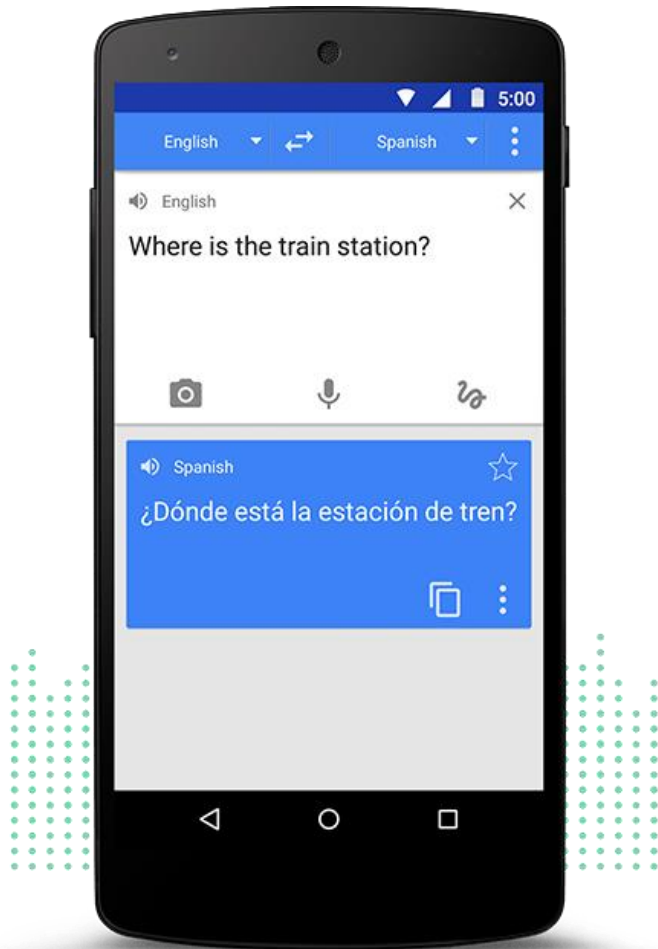 5:00
English
Spanish
English
Where is the train station?
Spanish
¿Dónde está la estación de tren?